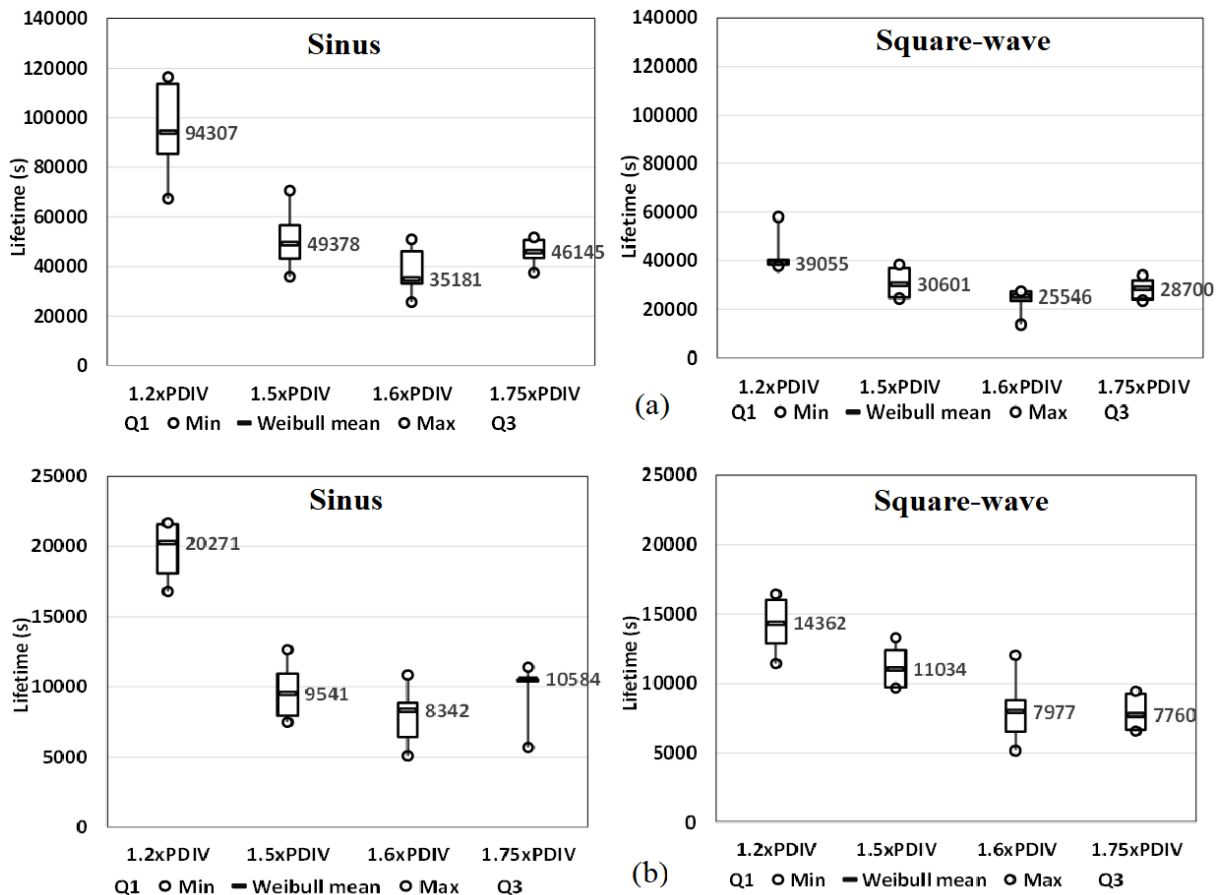 Sinus
Lifetime (s)
140000
120000
100000
80000
60000
40000
20000
0
94307
49378
35181
46145
1.2xPDIV 1.5xPDIV 1.6xPDIV 1.75xPDIV
Q1 Min Weibull mean Max Q3
Square-wave
Lifetime (s)
140000
120000
100000
80000
60000
40000
20000
0
39055
30601
25546
28700
1.2xPDIV 1.5xPDIV 1.6xPDIV 1.75xPDIV
Q1 Min Weibull mean Max Q3
(a)
Sinus
Lifetime (s)
25000
20000
15000
10000
5000
0
20271
9541
8342
10584
1.2xPDIV 1.5xPDIV 1.6xPDIV 1.75xPDIV
Q1 Min Weibull mean Max Q3
Square-wave
Lifetime (s)
25000
20000
15000
10000
5000
0
14362
11034
7977
7760
1.2xPDIV 1.5xPDIV 1.6xPDIV 1.75xPDIV
Q1 Min Weibull mean Max Q3
(b)